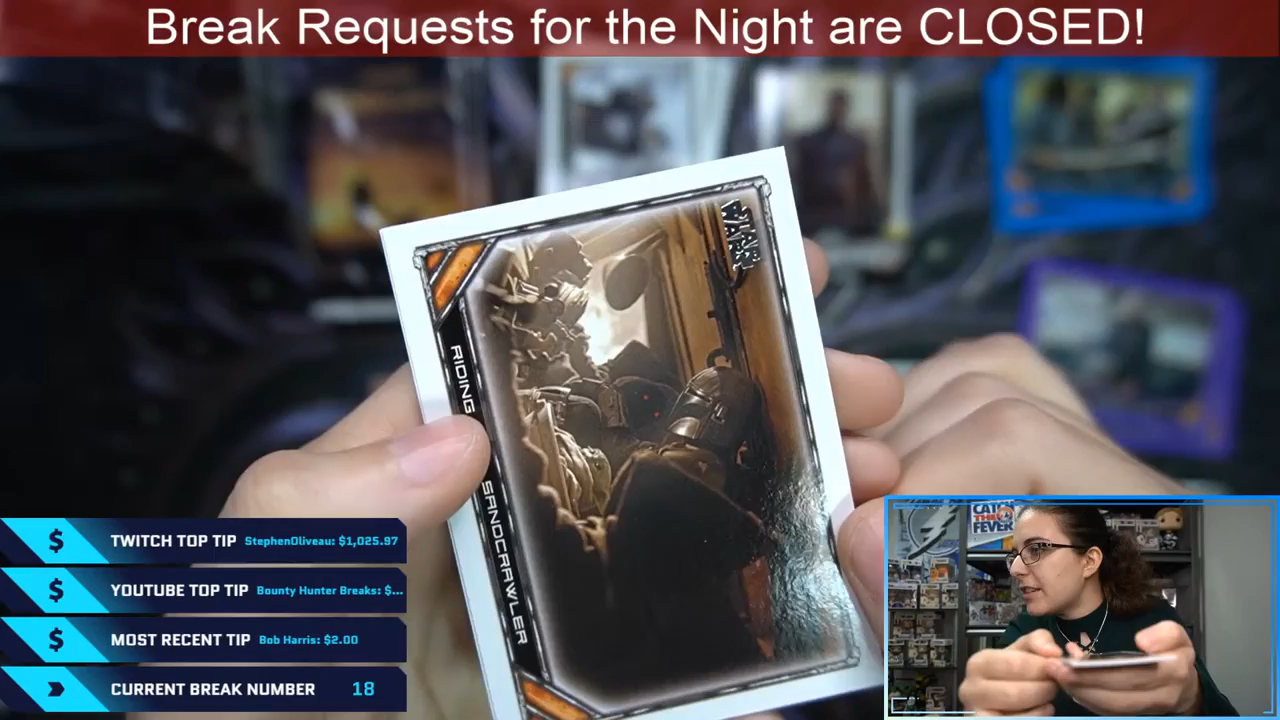 Break Requests for the Night are CLOSED!
STAR
WARS
RIDING
SANDCRAWLER
CATCH
THE
FEVER
$ TWITCH TOP TIP StephenOliveau: $1,025.97
$ YOUTUBE TOP TIP Bounty Hunter Breaks: $...
$ MOST RECENT TIP Bob Harris: $2.00
CURRENT BREAK NUMBER 18